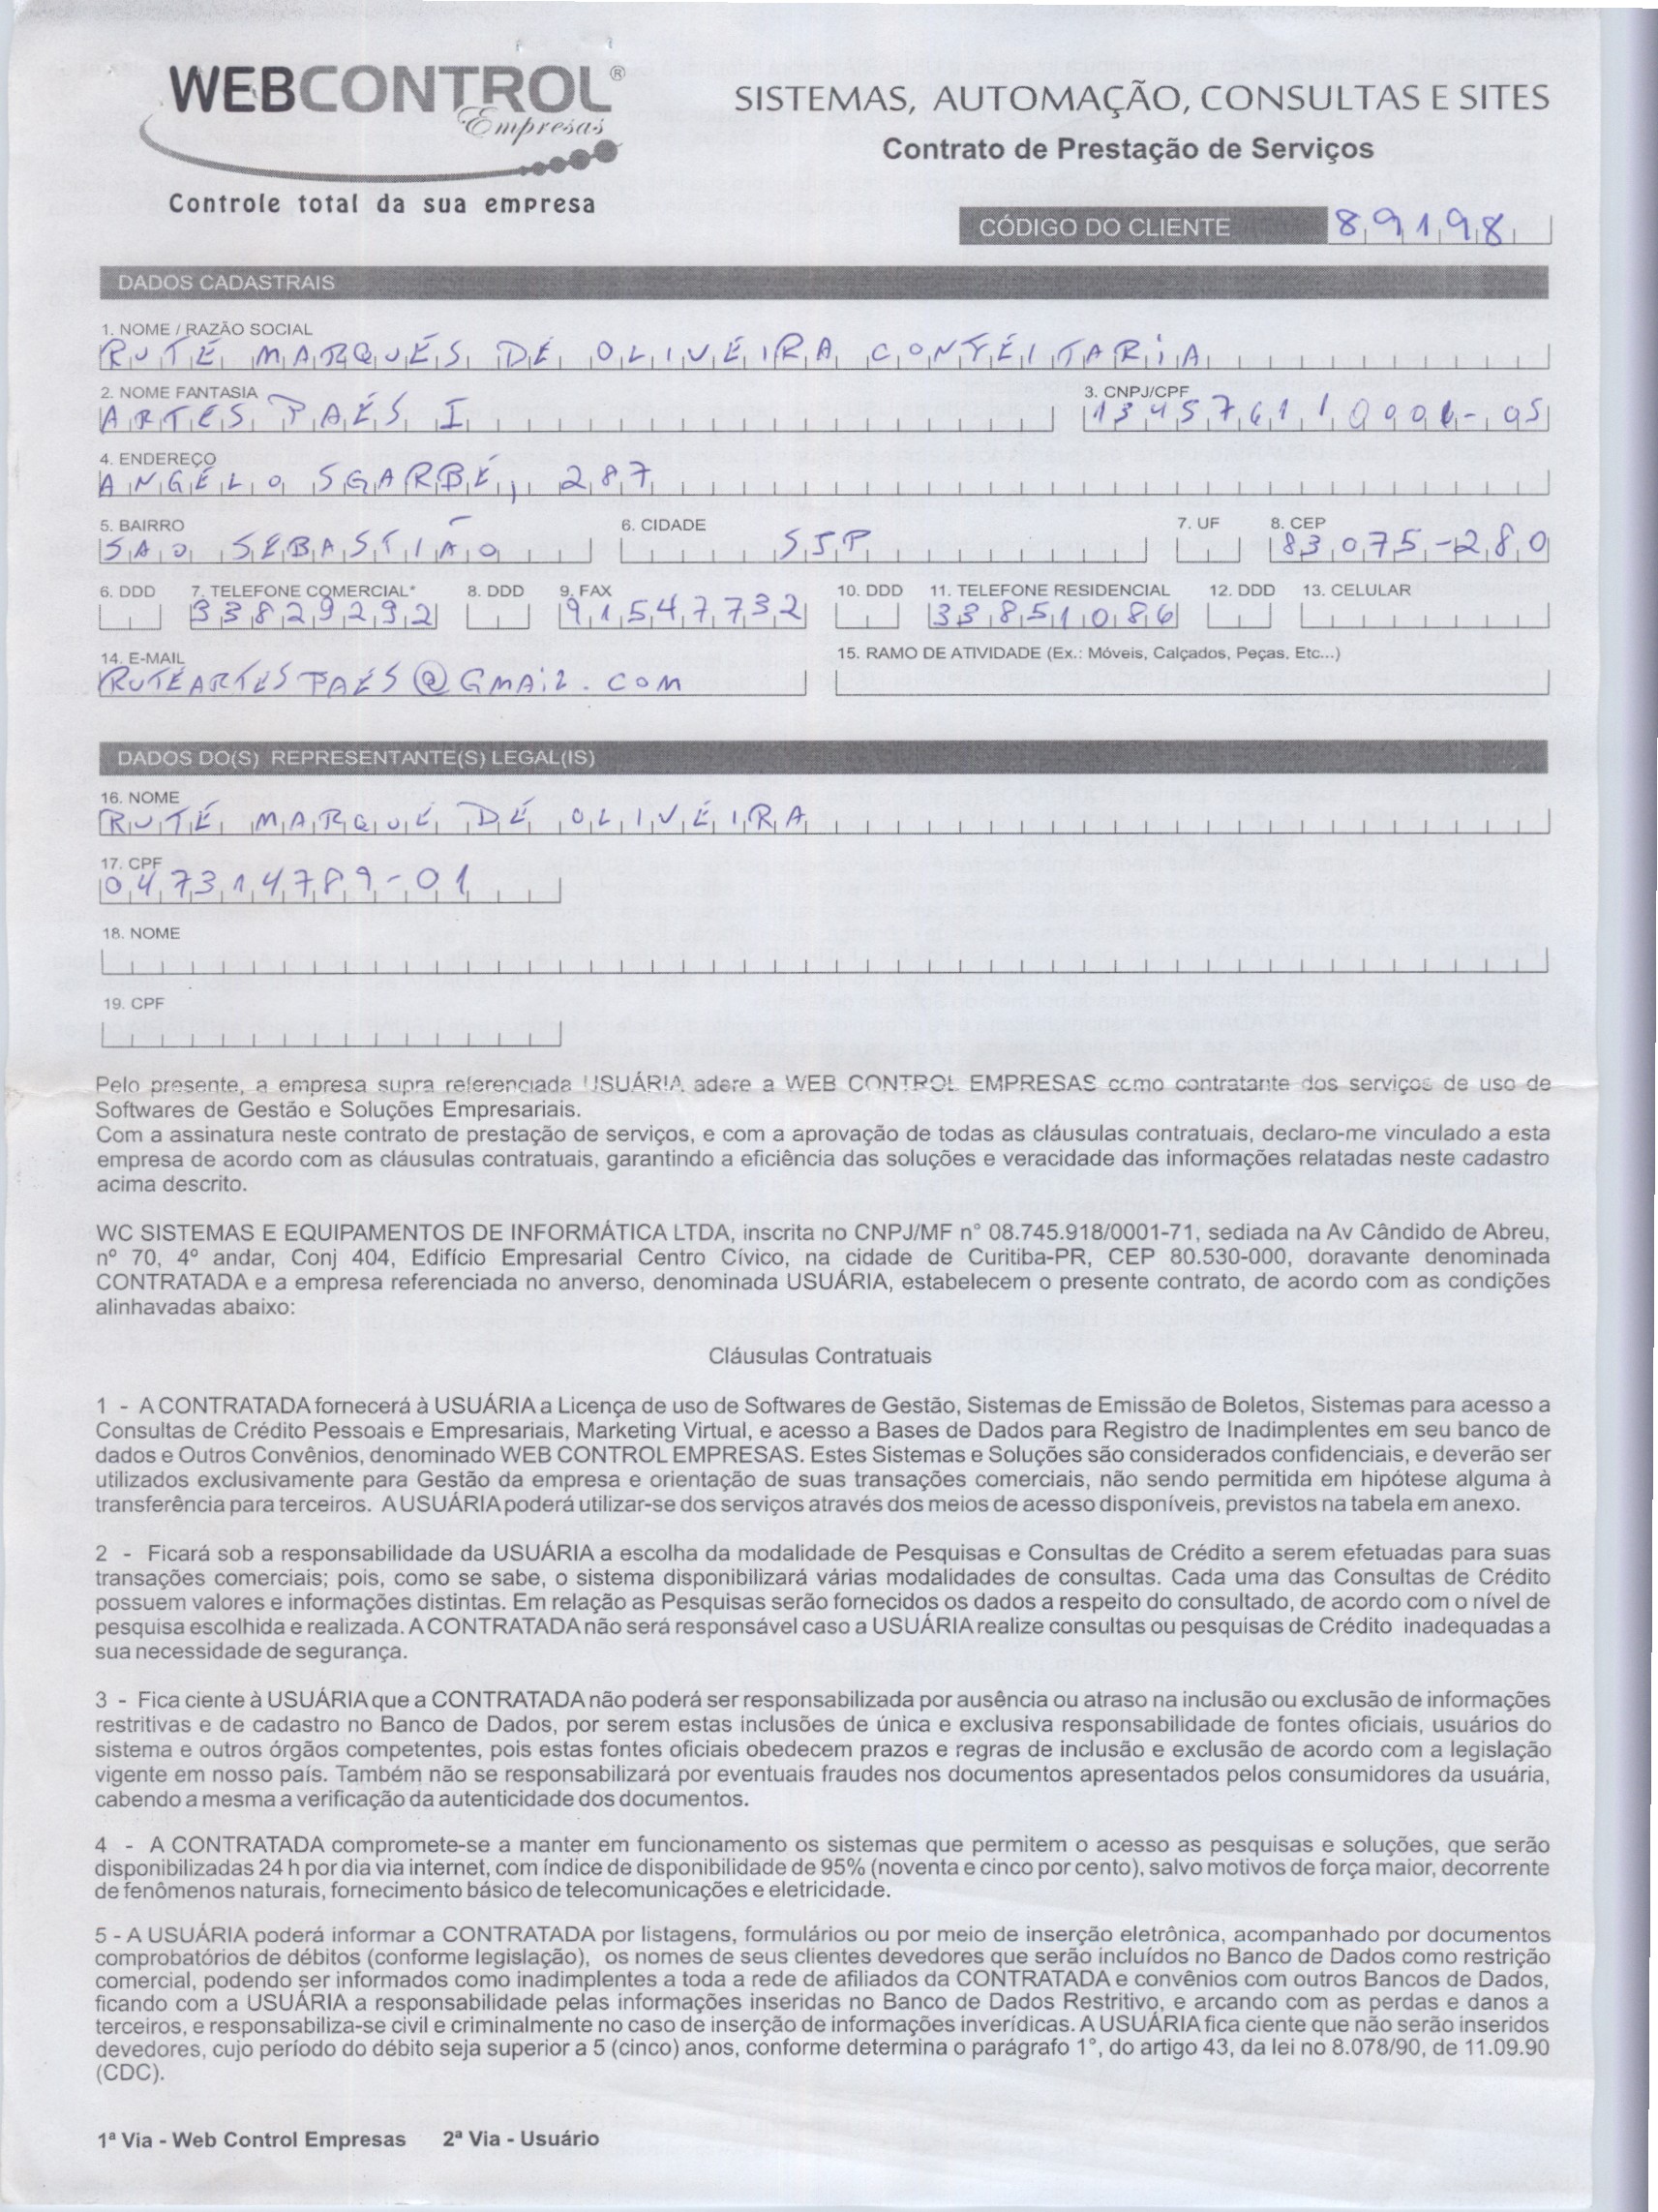 WEBCONTROL®
Empresas
Controle total da sua empresa
SISTEMAS, AUTOMAÇÃO, CONSULTAS E SITES
Contrato de Prestação de Serviços
CÓDIGO DO CLIENTE 89198
DADOS CADASTRAIS
1. NOME / RAZÃO SOCIAL
RUTE MARQUES DE OLIVEIRA CONFEITARIA
2. NOME FANTASIA 3. CNPJ/CPF
ARTES PAES I 13457611/0001-95
4. ENDEREÇO
ANGELO SGARBE, 287
5. BAIRRO 6. CIDADE 7. UF 8. CEP
SAO SEBASTIÃO SJP 83075-280
6. DDD 7. TELEFONE COMERCIAL* 8. DDD 9. FAX 10. DDD 11. TELEFONE RESIDENCIAL 12. DDD 13. CELULAR
33829292 91547732 33851086
14. E-MAIL 15. RAMO DE ATIVIDADE (Ex.: Móveis, Calçados, Peças, Etc...)
RUTEARTESPAES@GMAIL.COM
DADOS DO(S) REPRESENTANTE(S) LEGAL(IS)
16. NOME
RUTE MARQUE DE OLIVEIRA
17. CPF
047314789-01
18. NOME
19. CPF
Pelo presente, a empresa supra referenciada USUÁRIA adere a WEB CONTROL EMPRESAS como contratante dos serviços de uso de
Softwares de Gestão e Soluções Empresariais.
Com a assinatura neste contrato de prestação de serviços, e com a aprovação de todas as cláusulas contratuais, declaro-me vinculado a esta
empresa de acordo com as cláusulas contratuais, garantindo a eficiência das soluções e veracidade das informações relatadas neste cadastro
acima descrito.
WC SISTEMAS E EQUIPAMENTOS DE INFORMÁTICA LTDA, inscrita no CNPJ/MF n° 08.745.918/0001-71, sediada na Av Cândido de Abreu,
nº 70, 4º andar, Conj 404, Edifício Empresarial Centro Cívico, na cidade de Curitiba-PR, CEP 80.530-000, doravante denominada
CONTRATADA e a empresa referenciada no anverso, denominada USUÁRIA, estabelecem o presente contrato, de acordo com as condições
alinhavadas abaixo:
Cláusulas Contratuais
1 - A CONTRATADA fornecerá à USUÁRIA a Licença de uso de Softwares de Gestão, Sistemas de Emissão de Boletos, Sistemas para acesso a
Consultas de Crédito Pessoais e Empresariais, Marketing Virtual, e acesso a Bases de Dados para Registro de Inadimplentes em seu banco de
dados e Outros Convênios, denominado WEB CONTROL EMPRESAS. Estes Sistemas e Soluções são considerados confidenciais, e deverão ser
utilizados exclusivamente para Gestão da empresa e orientação de suas transações comerciais, não sendo permitida em hipótese alguma à
transferência para terceiros. A USUÁRIA poderá utilizar-se dos serviços através dos meios de acesso disponíveis, previstos na tabela em anexo.
2 - Ficará sob a responsabilidade da USUÁRIA a escolha da modalidade de Pesquisas e Consultas de Crédito a serem efetuadas para suas
transações comerciais; pois, como se sabe, o sistema disponibilizará várias modalidades de consultas. Cada uma das Consultas de Crédito
possuem valores e informações distintas. Em relação as Pesquisas serão fornecidos os dados a respeito do consultado, de acordo com o nível de
pesquisa escolhida e realizada. A CONTRATADA não será responsável caso a USUÁRIA realize consultas ou pesquisas de Crédito inadequadas a
sua necessidade de segurança.
3 - Fica ciente à USUÁRIA que a CONTRATADA não poderá ser responsabilizada por ausência ou atraso na inclusão ou exclusão de informações
restritivas e de cadastro no Banco de Dados, por serem estas inclusões de única e exclusiva responsabilidade de fontes oficiais, usuários do
sistema e outros órgãos competentes, pois estas fontes oficiais obedecem prazos e regras de inclusão e exclusão de acordo com a legislação
vigente em nosso país. Também não se responsabilizará por eventuais fraudes nos documentos apresentados pelos consumidores da usuária,
cabendo a mesma a verificação da autenticidade dos documentos.
4 - A CONTRATADA compromete-se a manter em funcionamento os sistemas que permitem o acesso as pesquisas e soluções, que serão
disponibilizadas 24 h por dia via internet, com índice de disponibilidade de 95% (noventa e cinco por cento), salvo motivos de força maior, decorrente
de fenômenos naturais, fornecimento básico de telecomunicações e eletricidade.
5 - A USUÁRIA poderá informar a CONTRATADA por listagens, formulários ou por meio de inserção eletrônica, acompanhado por documentos
comprobatórios de débitos (conforme legislação), os nomes de seus clientes devedores que serão incluídos no Banco de Dados como restrição
comercial, podendo ser informados como inadimplentes a toda a rede de afiliados da CONTRATADA e convênios com outros Bancos de Dados,
ficando com a USUÁRIA a responsabilidade pelas informações inseridas no Banco de Dados Restritivo, e arcando com as perdas e danos a
terceiros, e responsabiliza-se civil e criminalmente no caso de inserção de informações inverídicas. A USUÁRIA fica ciente que não serão inseridos
devedores, cujo período do débito seja superior a 5 (cinco) anos, conforme determina o parágrafo 1°, do artigo 43, da lei no 8.078/90, de 11.09.90
(CDC).
1ª Via - Web Control Empresas 2ª Via - Usuário